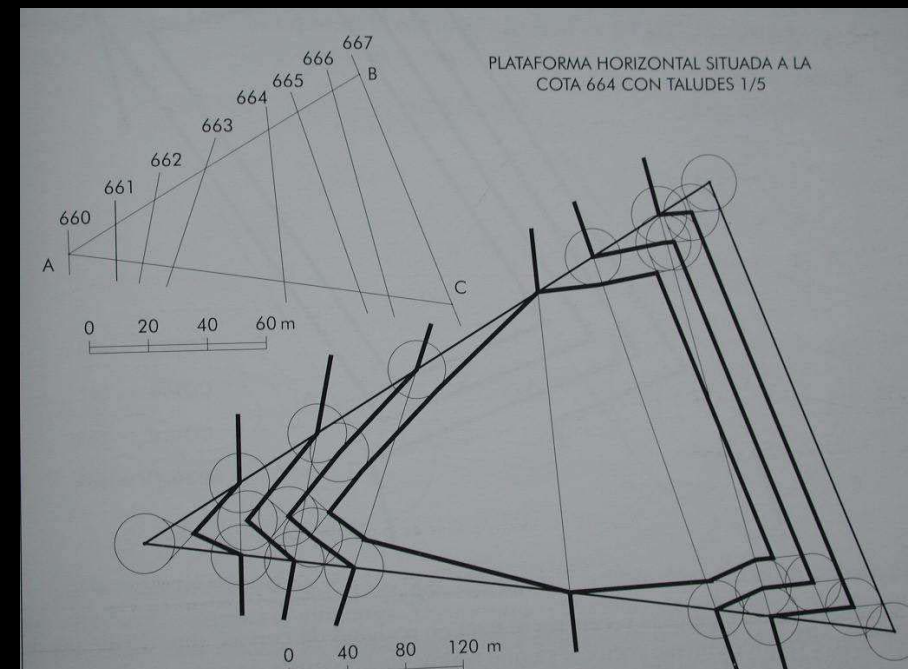 PLATAFORMA HORIZONTAL SITUADA A LA
COTA 664 CON TALUDES 1/5
667
666
B
665
664
663
662
661
660
A
C
0 20 40 60 m
0 40 80 120 m